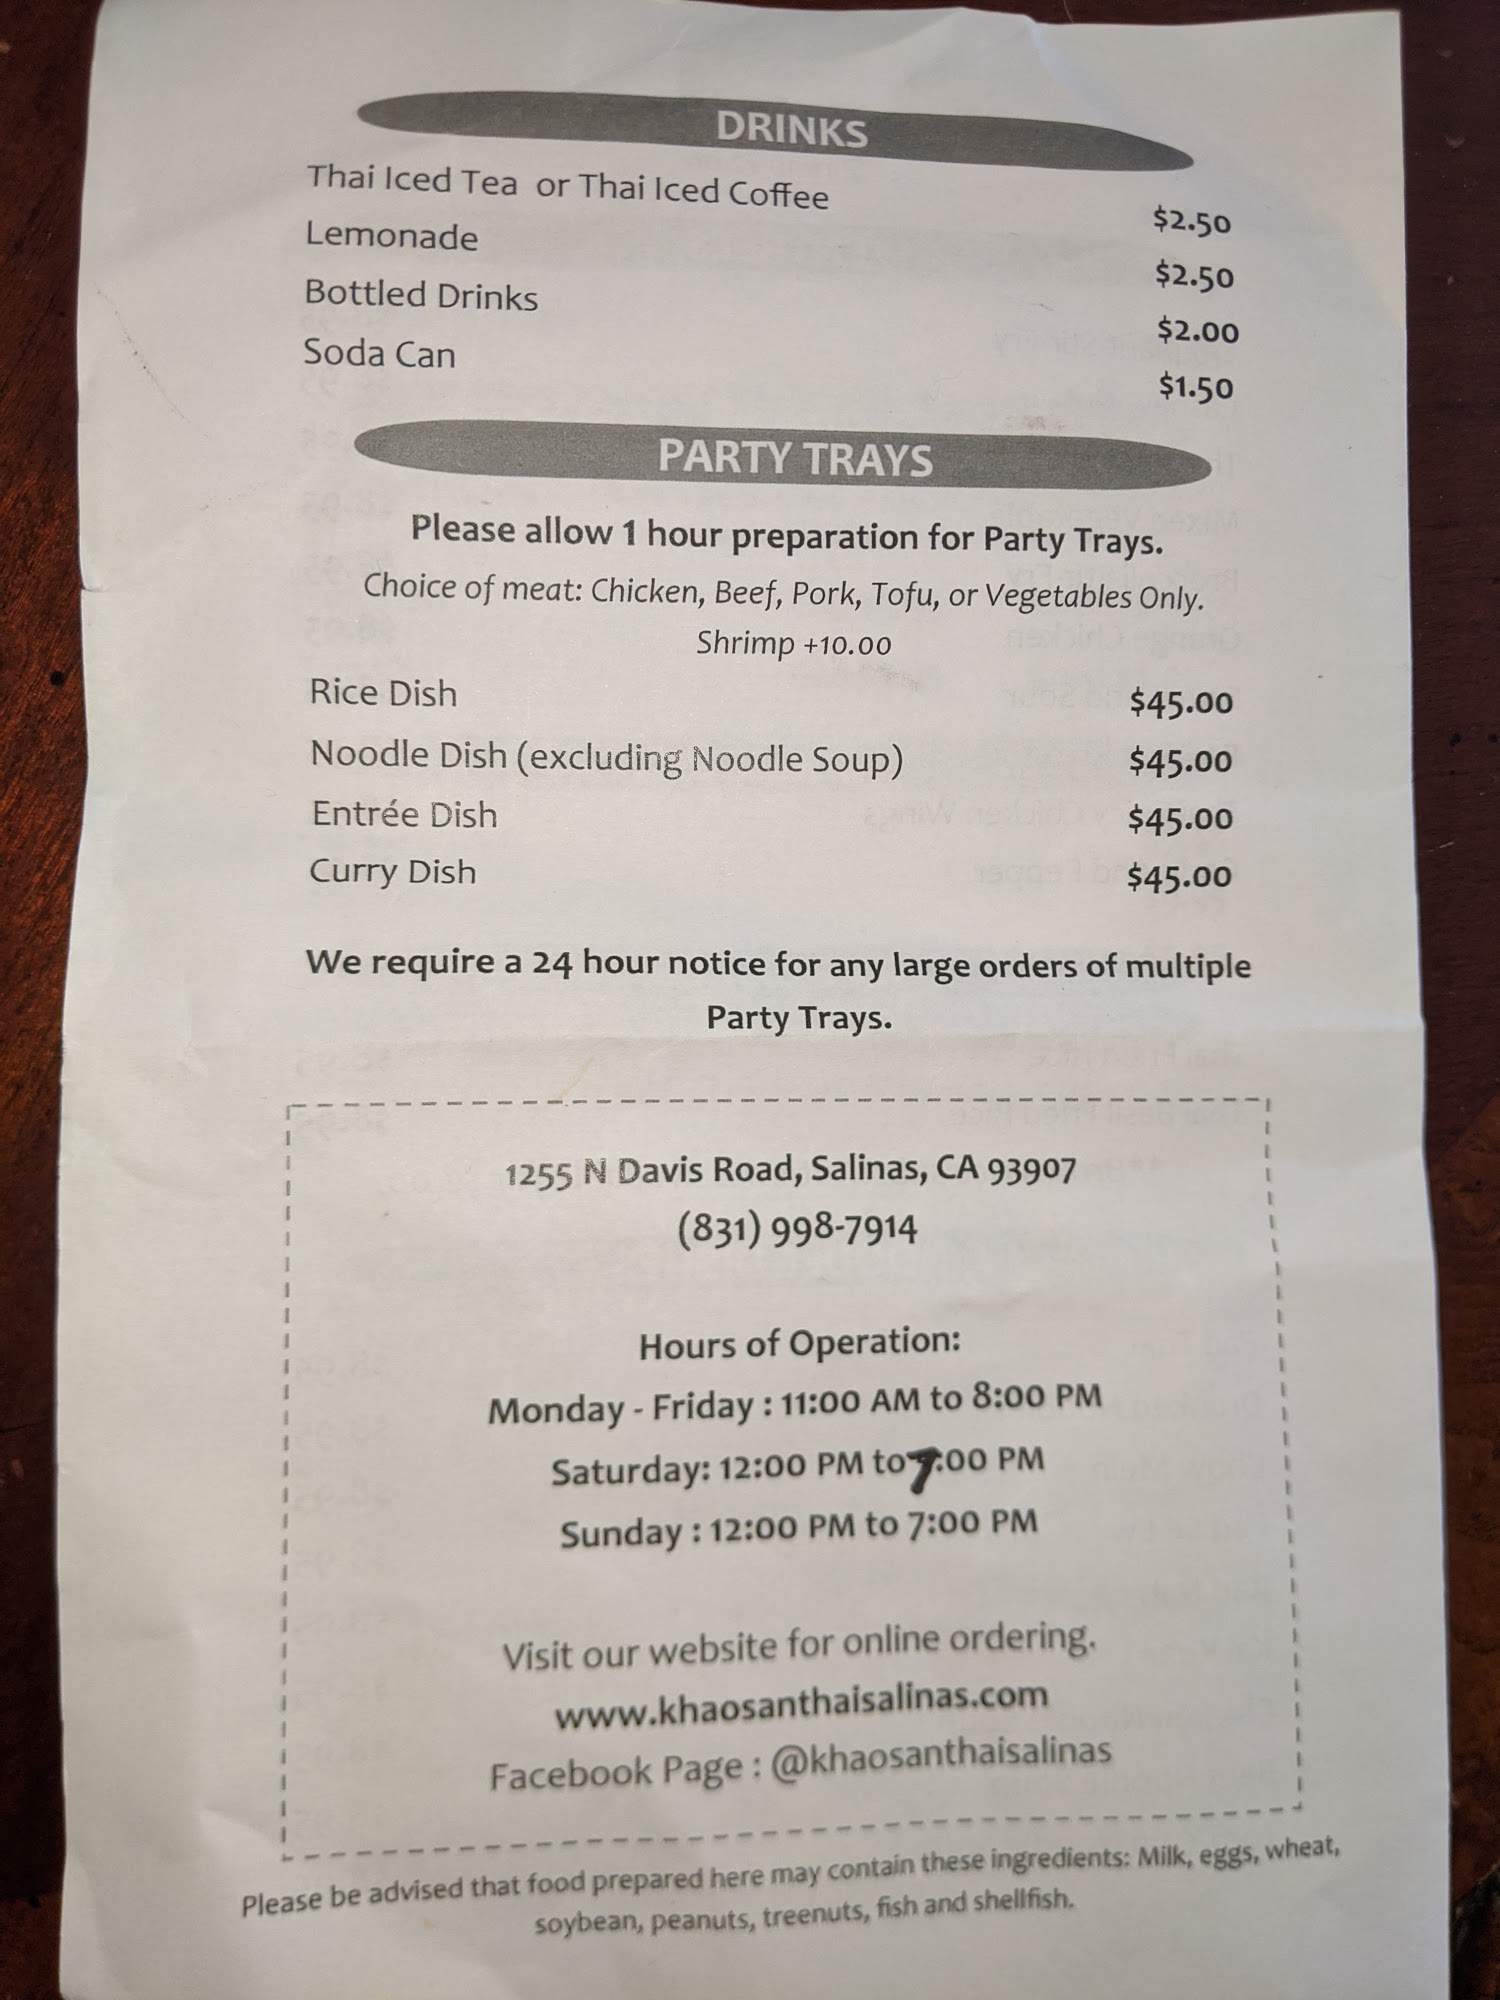 DRINKS
Thai Iced Tea or Thai Iced Coffee $2.50
Lemonade $2.50
Bottled Drinks $2.00
Soda Can $1.50
PARTY TRAYS
Please allow 1 hour preparation for Party Trays.
Choice of meat: Chicken, Beef, Pork, Tofu, or Vegetables Only.
Shrimp +10.00
Rice Dish $45.00
Noodle Dish (excluding Noodle Soup) $45.00
Entrée Dish $45.00
Curry Dish $45.00
We require a 24 hour notice for any large orders of multiple
Party Trays.
1255 N Davis Road, Salinas, CA 93907
(831) 998-7914
Hours of Operation:
Monday - Friday : 11:00 AM to 8:00 PM
Saturday: 12:00 PM to 7:00 PM
Sunday : 12:00 PM to 7:00 PM
Visit our website for online ordering.
www.khaosanthaisalinas.com
Facebook Page : @khaosanthaisalinas
Please be advised that food prepared here may contain these ingredients: Milk, eggs, wheat,
soybean, peanuts, treenuts, fish and shellfish.